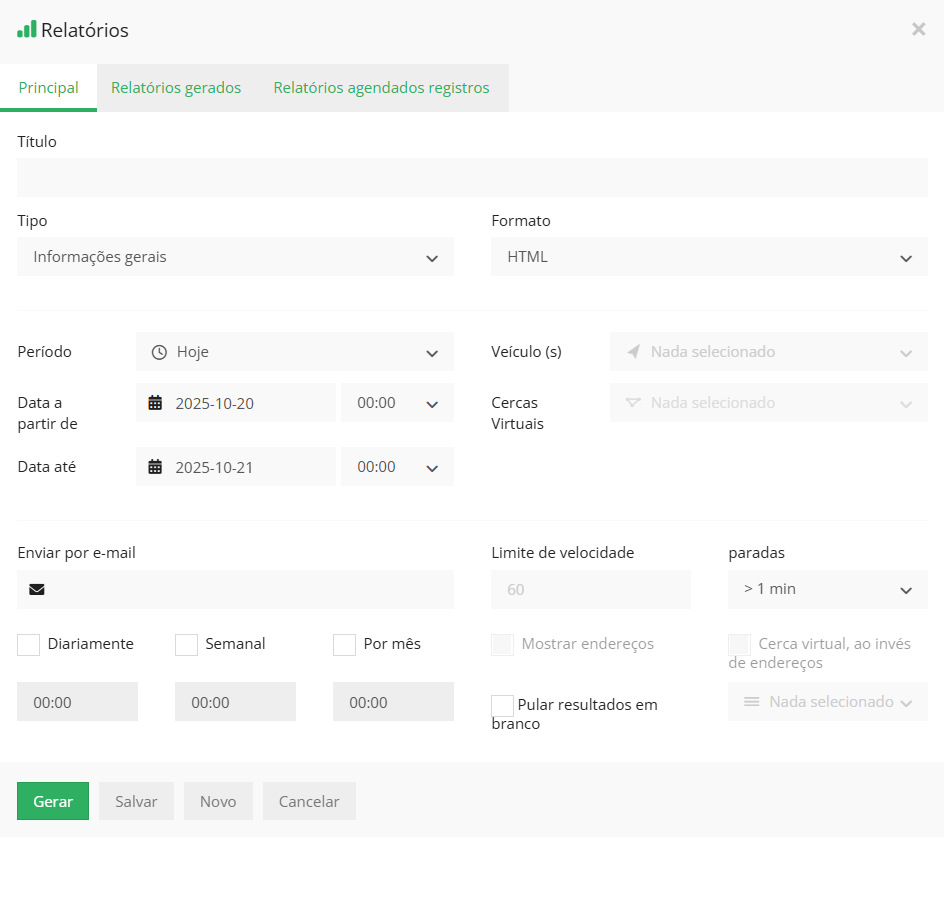 Relatórios
Principal
Relatórios gerados
Relatórios agendados registros
Título
Tipo
Formato
Informações gerais
HTML
Período
Hoje
Veículo (s)
Nada selecionado
Data a
partir de
2025-10-20
00:00
Cercas
Virtuais
Nada selecionado
Data até
2025-10-21
00:00
Enviar por e-mail
Limite de velocidade
paradas
60
> 1 min
Diariamente
Semanal
Por mês
Mostrar endereços
Cerca virtual, ao invés
de endereços
00:00
00:00
00:00
Pular resultados em
branco
Nada selecionado
Gerar
Salvar
Novo
Cancelar